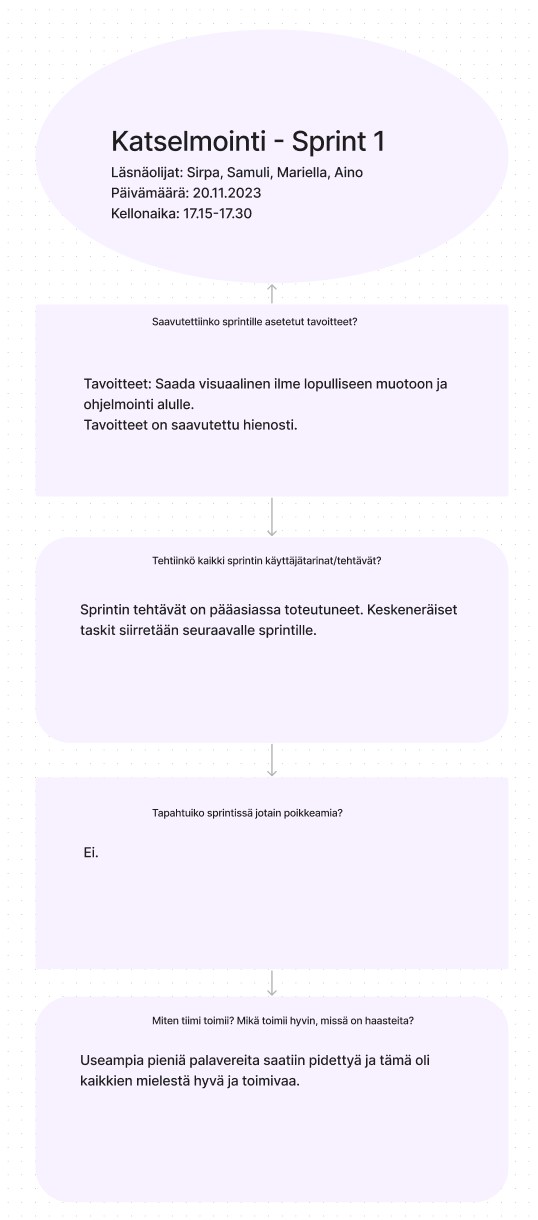 Katselmointi - Sprint 1
Läsnäolijat: Sirpa, Samuli, Mariella, Aino
Päivämäärä: 20.11.2023
Kellonaika: 17.15-17.30
Saavutettiinko sprintille asetetut tavoitteet?
Tavoitteet: Saada visuaalinen ilme lopulliseen muotoon ja
ohjelmointi alulle.
Tavoitteet on saavutettu hienosti.
Tehtiinkö kaikki sprintin käyttäjätarinat/tehtävät?
Sprintin tehtävät on pääasiassa toteutuneet. Keskeneräiset
taskit siirretään seuraavalle sprintille.
Tapahtuiko sprintissä jotain poikkeamia?
Ei.
Miten tiimi toimii? Mikä toimii hyvin, missä on haasteita?
Useampia pieniä palavereita saatiin pidettyä ja tämä oli
kaikkien mielestä hyvä ja toimivaa.